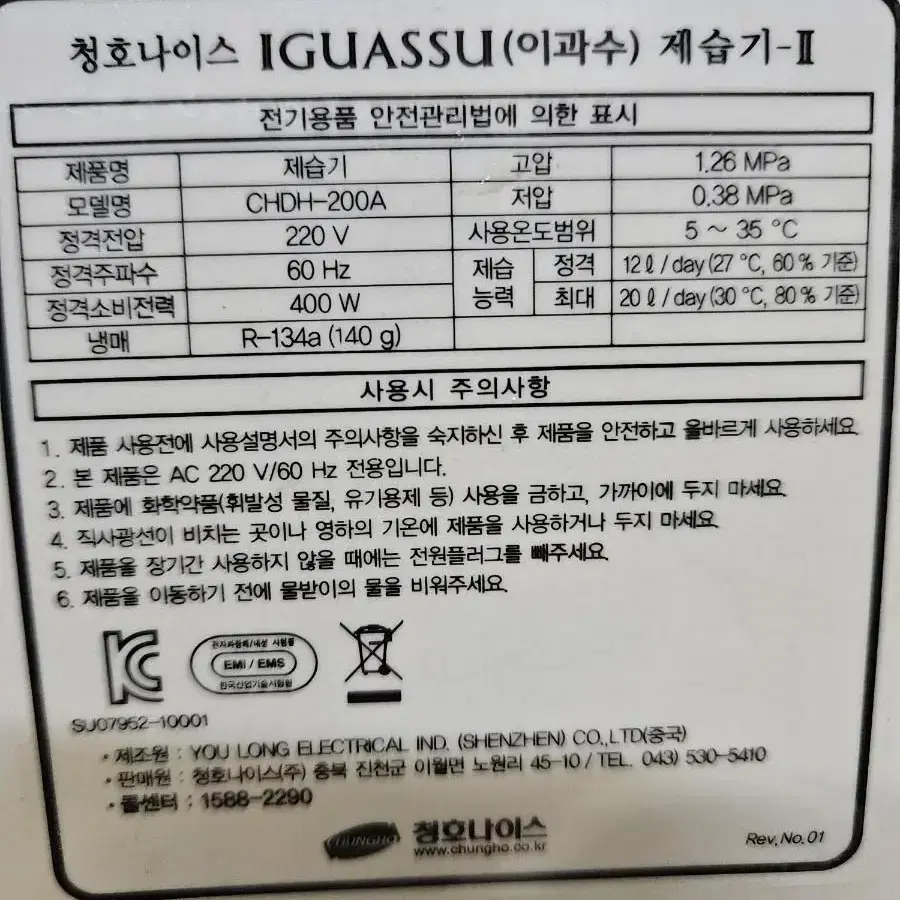 청호나이스 IGUASSU(이과수) 제습기-II
전기용품 안전관리법에 의한 표시
제품명 제습기 고압 1.26 MPa
모델명 CHDH-200A 저압 0.38 MPa
정격전압 220 V 사용온도범위 5 ~ 35 °C
정격주파수 60 Hz 제습 정격 12ℓ/day(27 °C, 60 % 기준)
정격소비전력 400 W 능력 최대 20ℓ/day(30 °C, 80 % 기준)
냉매 R-134a (140 g)
사용시 주의사항
1. 제품 사용전에 사용설명서의 주의사항을 숙지하신 후 제품을 안전하고 올바르게 사용하세요.
2. 본 제품은 AC 220 V/60 Hz 전용입니다.
3. 제품에 화학약품(휘발성 물질, 유기용제 등) 사용을 금하고, 가까이에 두지 마세요.
4. 직사광선이 비치는 곳이나 영하의 기온에 제품을 사용하거나 두지 마세요.
5. 제품을 장기간 사용하지 않을 때에는 전원플러그를 빼주세요.
6. 제품을 이동하기 전에 물받이의 물을 비워주세요.
EMI / EMS
한국산업기술시험원
SU07952-10001
• 제조원 : YOU LONG ELECTRICAL IND. (SHENZHEN) CO.,LTD(중국)
• 판매원 : 청호나이스(주) 충북 진천군 이월면 노원리 45-10 / TEL. 043) 530-5410
• 콜센터 : 1588-2290
CHUNGHO 청호나이스
www.chungho.co.kr
Rev.No.01